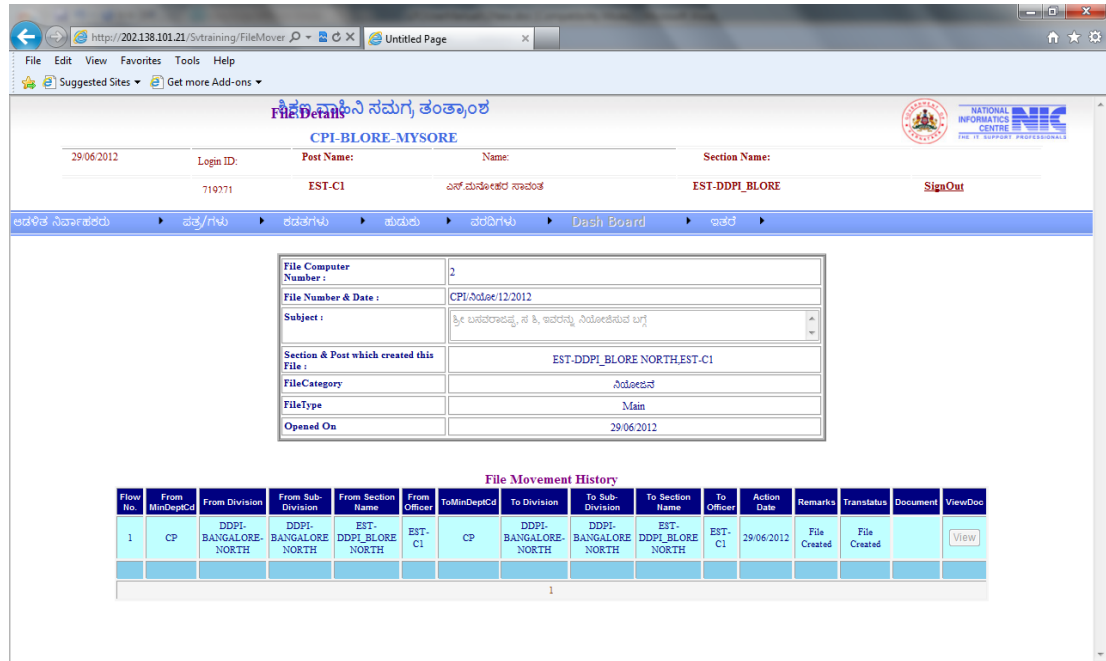 http://202.138.101.21/Svtraining/FileMover
Untitled Page
File Edit View Favorites Tools Help
Suggested Sites Get more Add-ons
File Details ವಾಹಿನಿ ಸಮಗ್ರ ತಂತ್ರಾಂಶ
CPI-BLORE-MYSORE
NATIONAL
INFORMATICS
CENTRE
NIC
THE IT SUPPORT PROFESSIONALS
29/06/2012 Login ID: Post Name: Name: Section Name:
719271 EST-C1 ಎಸ್.ಮನೋಹರ ಸಾವಂತ EST-DDPI_BLORE SignOut
ಆಡಳಿತ ನಿರ್ವಾಹಕರು ಪತ್ರ/ಗಳು ಕಡತಗಳು ಹುಡುಕು ವರದಿಗಳು Dash Board ಇತರೆ
File Computer
Number : 2
File Number & Date : CPI/ನಿಯೋ/12/2012
Subject : ಶ್ರೀ ಬಸವರಾಜಪ್ಪ, ಸ ಶಿ, ಇವರನ್ನು ನಿಯೋಜಿಸುವ ಬಗ್ಗೆ
Section & Post which created this
File : EST-DDPI_BLORE NORTH,EST-C1
FileCategory ನಿಯೋಜನೆ
FileType Main
Opened On 29/06/2012
File Movement History
Flow No. From MinDeptCd From Division From Sub-Division From Section Name From Officer ToMinDeptCd To Division To Sub-Division To Section Name To Officer Action Date Remarks Transtatus Document ViewDoc
1 CP DDPI-BANGALORE-NORTH DDPI-BANGALORE NORTH EST-DDPI_BLORE NORTH EST-C1 CP DDPI-BANGALORE-NORTH DDPI-BANGALORE NORTH EST-DDPI_BLORE NORTH EST-C1 29/06/2012 File Created File Created View
1